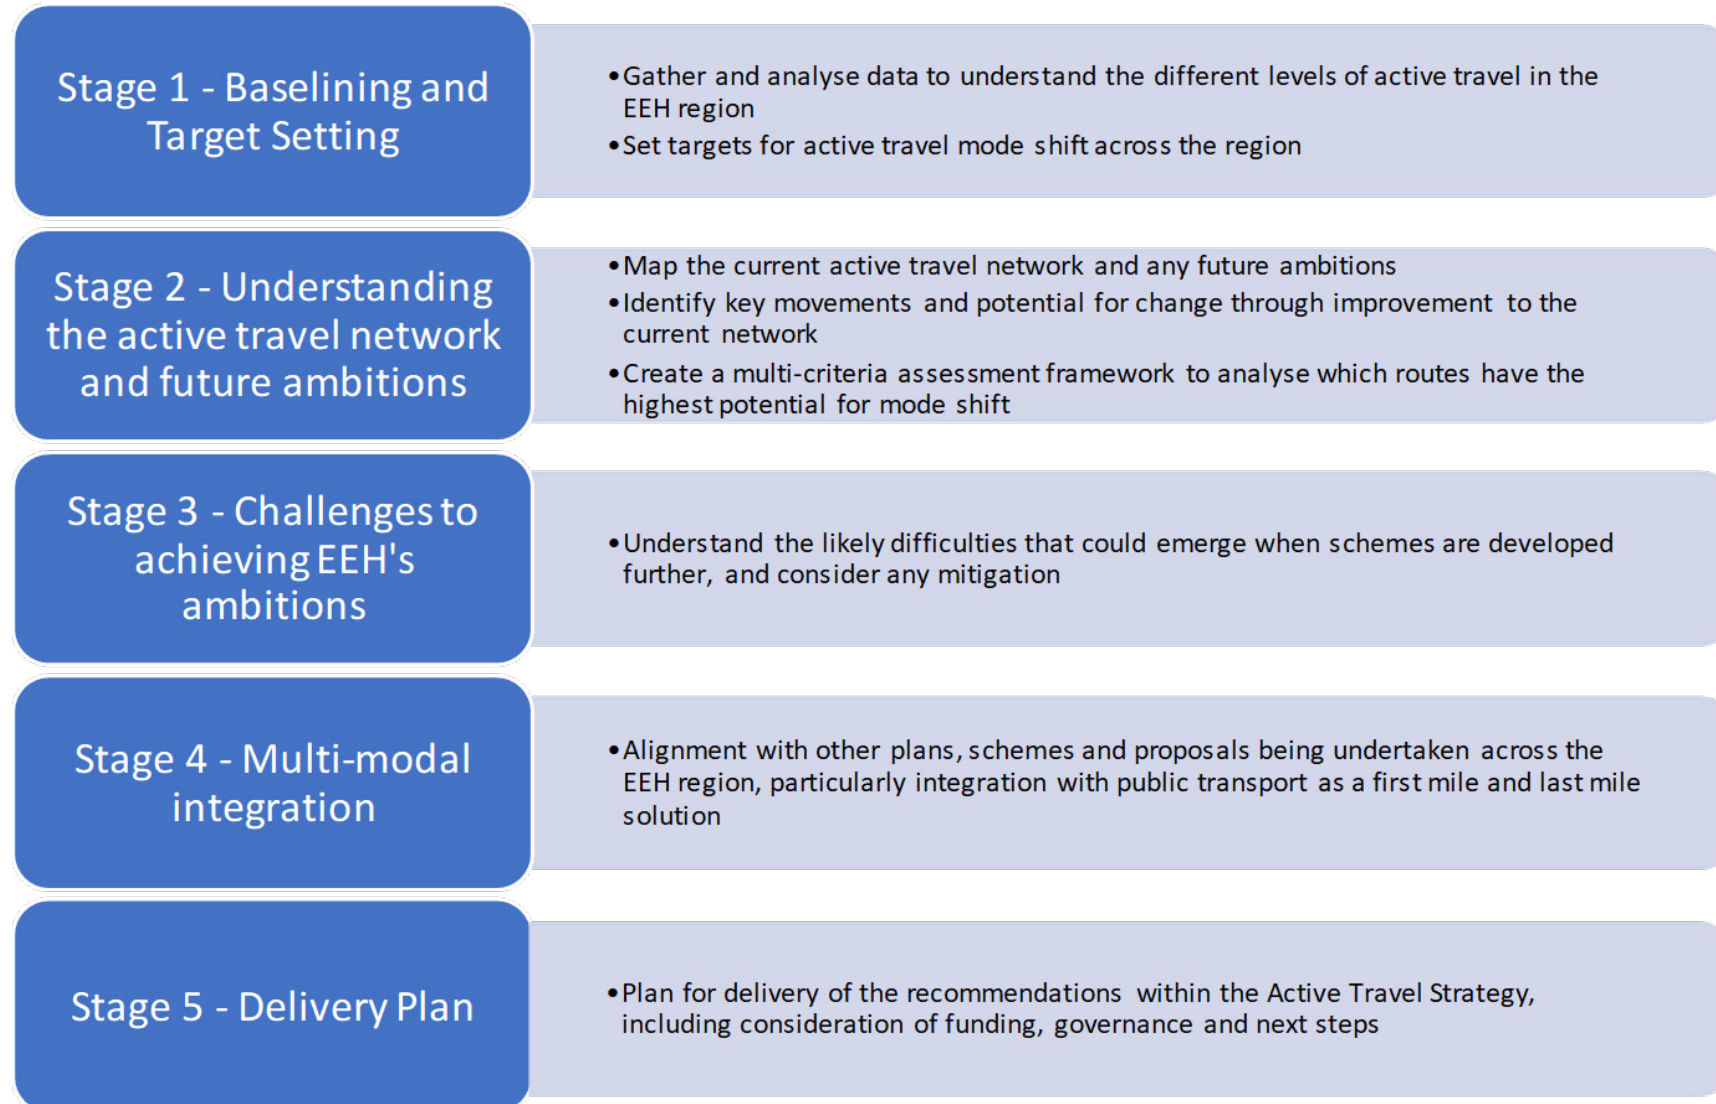 Stage 1 - Baselining and
Target Setting
•Gather and analyse data to understand the different levels of active travel in the
EEH region
•Set targets for active travel mode shift across the region
Stage 2 - Understanding
the active travel network
and future ambitions
•Map the current active travel network and any future ambitions
•Identify key movements and potential for change through improvement to the
current network
•Create a multi-criteria assessment framework to analyse which routes have the
highest potential for mode shift
Stage 3 - Challenges to
achieving EEH's
ambitions
•Understand the likely difficulties that could emerge when schemes are developed
further, and consider any mitigation
Stage 4 - Multi-modal
integration
•Alignment with other plans, schemes and proposals being undertaken across the
EEH region, particularly integration with public transport as a first mile and last mile
solution
Stage 5 - Delivery Plan
•Plan for delivery of the recommendations within the Active Travel Strategy,
including consideration of funding, governance and next steps